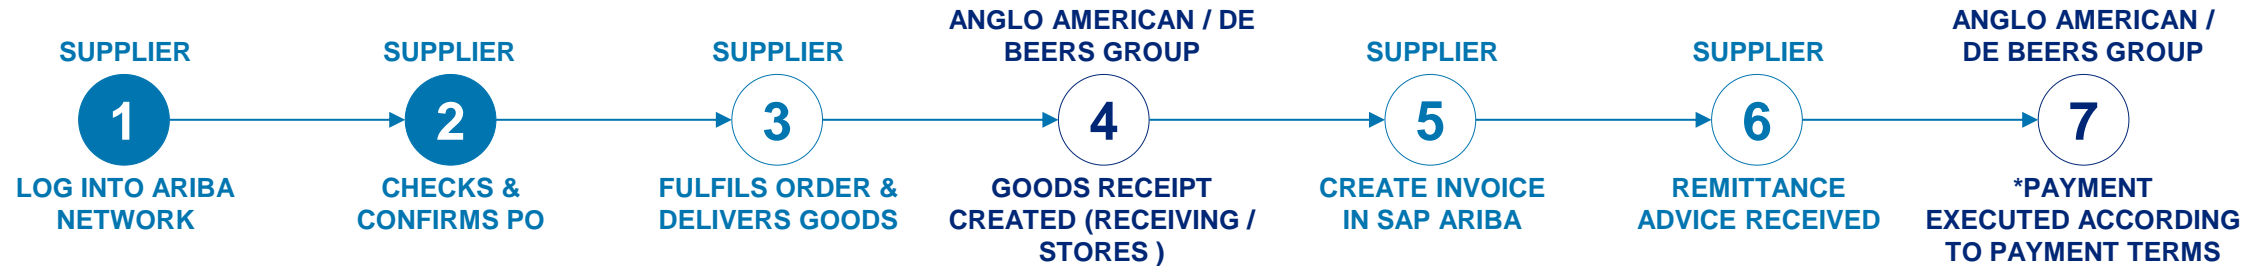 SUPPLIER
1
LOG INTO ARIBA
NETWORK
SUPPLIER
2
CHECKS &
CONFIRMS PO
SUPPLIER
3
FULFILS ORDER &
DELIVERS GOODS
ANGLO AMERICAN / DE
BEERS GROUP
4
GOODS RECEIPT
CREATED (RECEIVING /
STORES )
SUPPLIER
5
CREATE INVOICE
IN SAP ARIBA
SUPPLIER
6
REMITTANCE
ADVICE RECEIVED
ANGLO AMERICAN /
DE BEERS GROUP
7
*PAYMENT
EXECUTED ACCORDING
TO PAYMENT TERMS